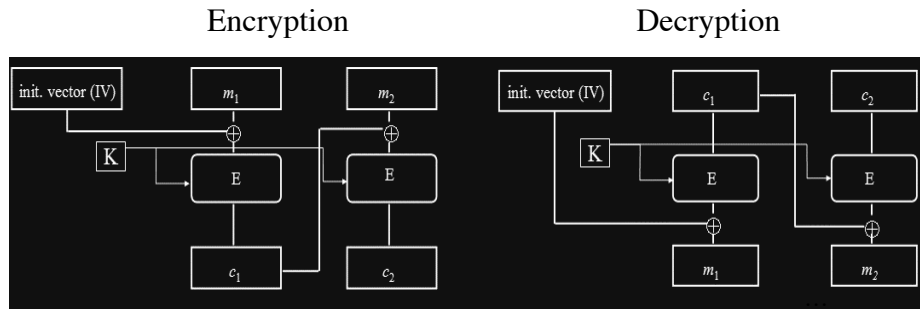 Encryption
Decryption
init. vector (IV)
m1
m2
K
E
E
c1
c2
init. vector (IV)
c1
c2
K
E
E
m1
m2
...